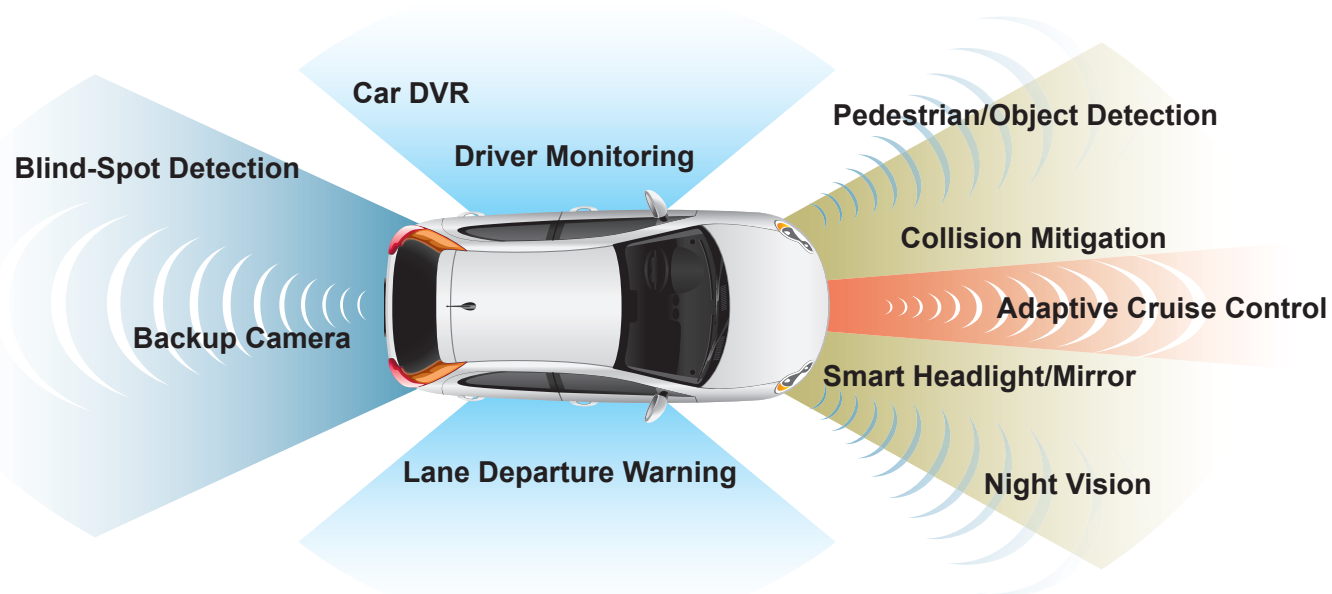 Car DVR
Pedestrian/Object Detection
Driver Monitoring
Blind-Spot Detection
Collision Mitigation
Adaptive Cruise Control
Backup Camera
Smart Headlight/Mirror
Lane Departure Warning
Night Vision